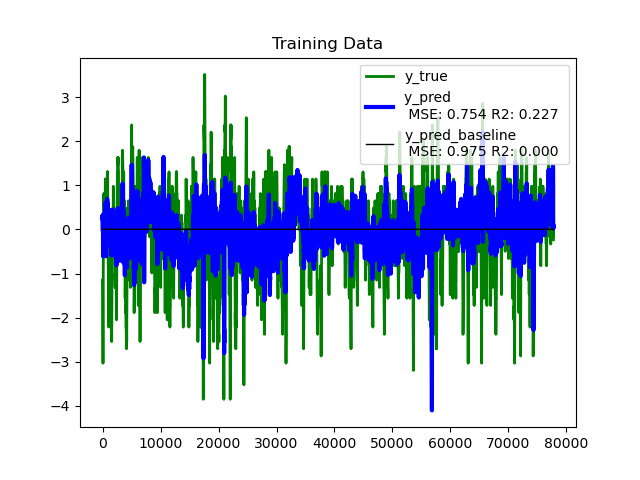 Training Data
y_true
y_pred
MSE: 0.754 R2: 0.227
y_pred_baseline
MSE: 0.975 R2: 0.000
3
2
1
0
−1
−2
−3
−4
0 10000 20000 30000 40000 50000 60000 70000 80000